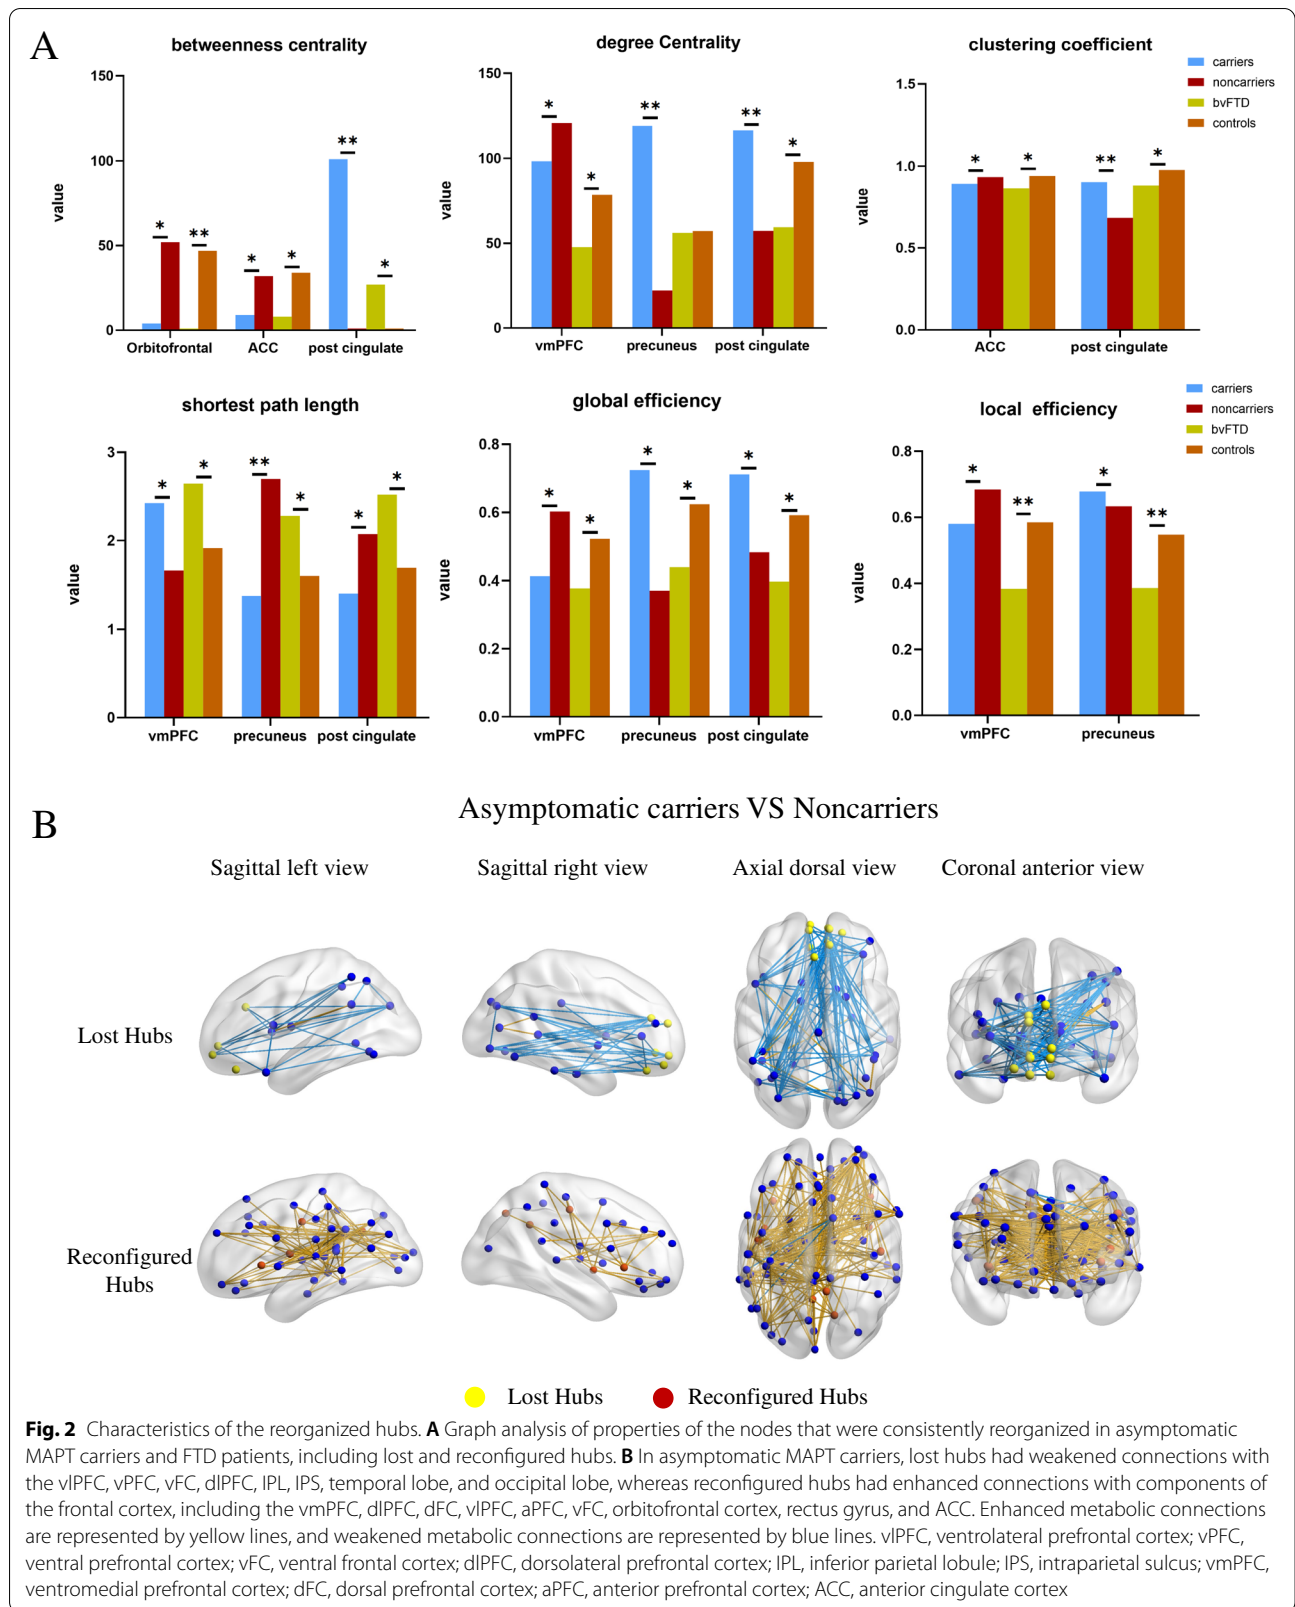 A
betweenness centrality
degree Centrality
clustering coefficient
carriers
noncarriers
bvFTD
controls
150
100
50
0
value
*
**
*
*
**
*
Orbitofrontal
ACC
post cingulate
150
100
50
0
value
*
*
**
**
*
vmPFC
precuneus
post cingulate
1.5
1.0
0.5
0.0
value
*
*
**
*
ACC
post cingulate
shortest path length
global efficiency
local efficiency
carriers
noncarriers
bvFTD
controls
3
2
1
0
value
*
*
**
*
*
*
vmPFC
precuneus
post cingulate
0.8
0.6
0.4
0.2
0.0
value
*
*
*
*
*
*
vmPFC
precuneus
post cingulate
0.8
0.6
0.4
0.2
0.0
value
*
**
*
**
vmPFC
precuneus
B
Asymptomatic carriers VS Noncarriers
Sagittal left view
Sagittal right view
Axial dorsal view
Coronal anterior view
Lost Hubs
Reconfigured
Hubs
Lost Hubs
Reconfigured Hubs
Fig. 2 Characteristics of the reorganized hubs. A Graph analysis of properties of the nodes that were consistently reorganized in asymptomatic
MAPT carriers and FTD patients, including lost and reconfigured hubs. B In asymptomatic MAPT carriers, lost hubs had weakened connections with
the vlPFC, vPFC, vFC, dlPFC, IPL, IPS, temporal lobe, and occipital lobe, whereas reconfigured hubs had enhanced connections with components of
the frontal cortex, including the vmPFC, dlPFC, dFC, vlPFC, aPFC, vFC, orbitofrontal cortex, rectus gyrus, and ACC. Enhanced metabolic connections
are represented by yellow lines, and weakened metabolic connections are represented by blue lines. vlPFC, ventrolateral prefrontal cortex; vPFC,
ventral prefrontal cortex; vFC, ventral frontal cortex; dlPFC, dorsolateral prefrontal cortex; IPL, inferior parietal lobule; IPS, intraparietal sulcus; vmPFC,
ventromedial prefrontal cortex; dFC, dorsal prefrontal cortex; aPFC, anterior prefrontal cortex; ACC, anterior cingulate cortex